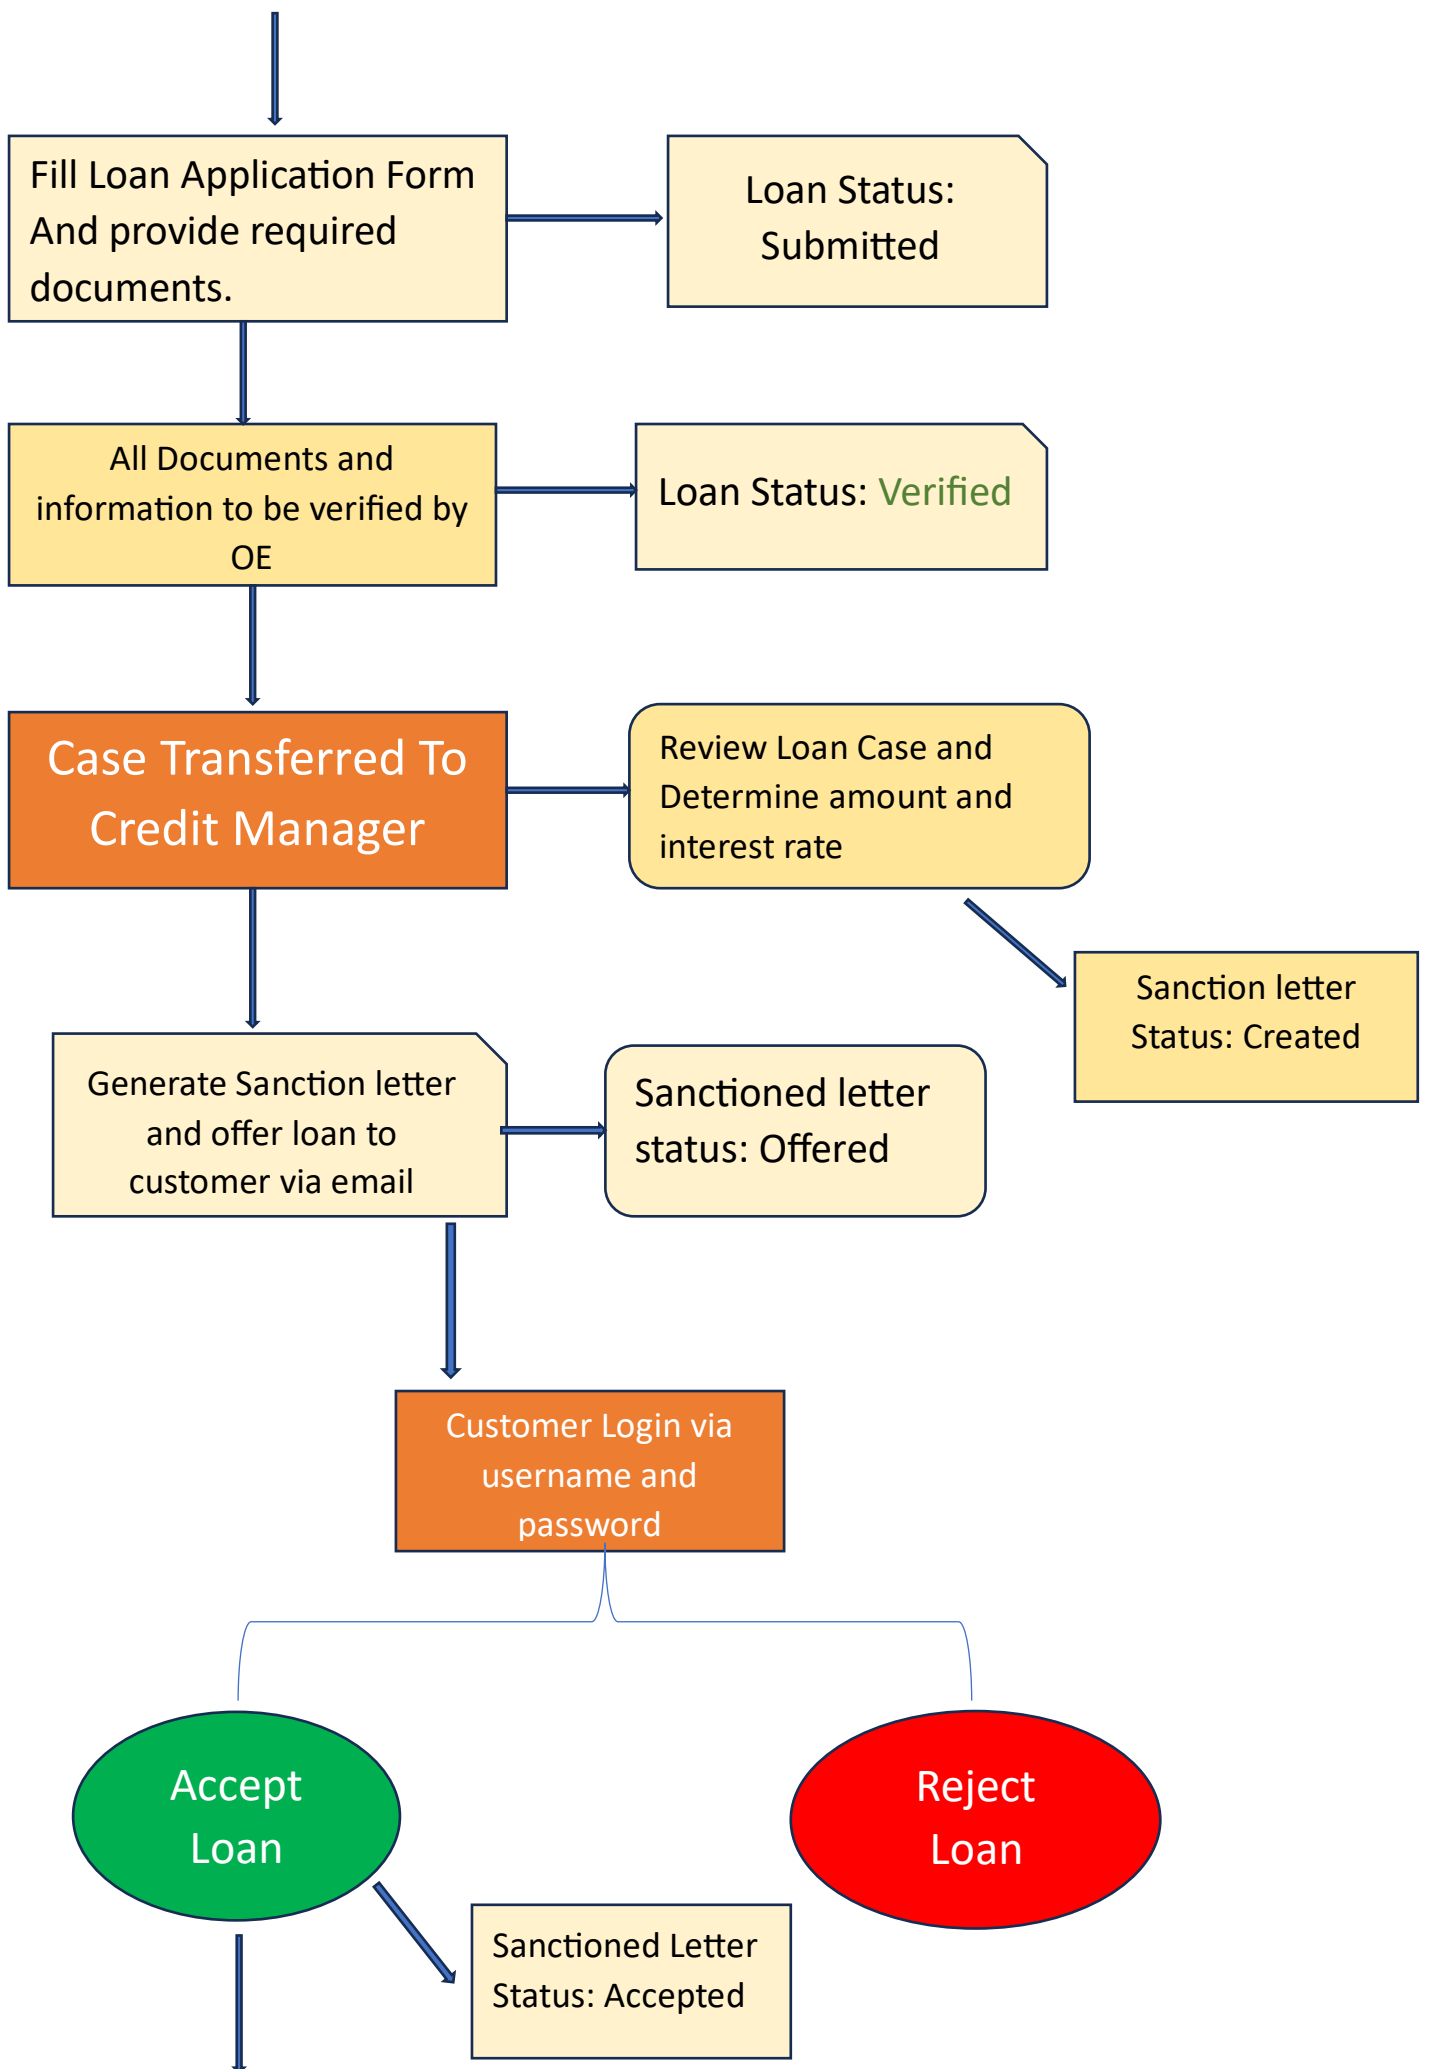 Fill Loan Application Form
And provide required
documents.
Loan Status:
Submitted
All Documents and
information to be verified by
OE
Loan Status: Verified
Case Transferred To
Credit Manager
Review Loan Case and
Determine amount and
interest rate
Sanction letter
Status: Created
Generate Sanction letter
and offer loan to
customer via email
Sanctioned letter
status: Offered
Customer Login via
username and
password
Accept
Loan
Reject
Loan
Sanctioned Letter
Status: Accepted